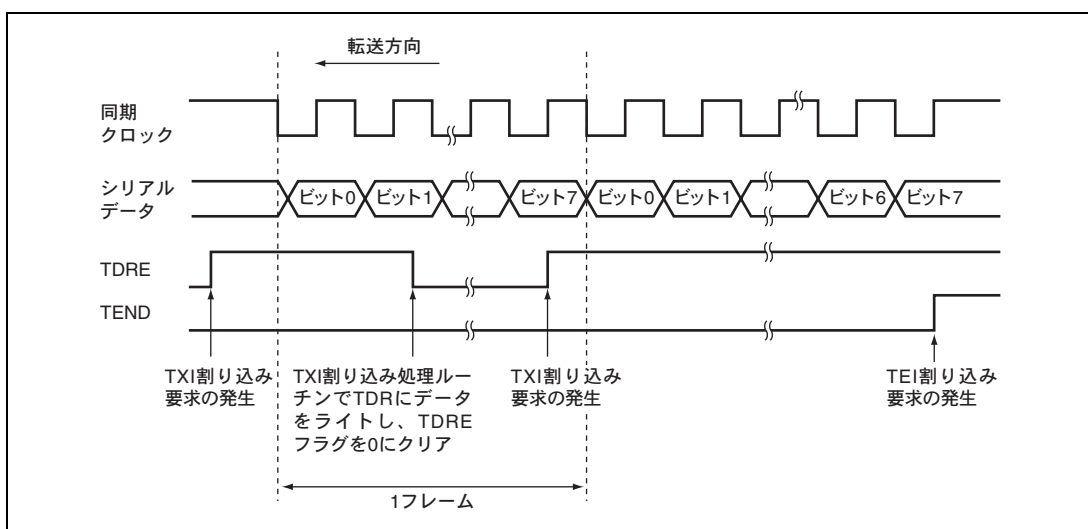 転送方向
同期
クロック
シリアル
データ
ビット0
ビット1
ビット7
ビット0
ビット1
ビット6
ビット7
TDRE
TEND
TXI割り込み
要求の発生
TXI割り込み処理ルー
チンでTDRにデータ
をライトし、TDRE
フラグを0にクリア
TXI割り込み
要求の発生
TEI割り込み
要求の発生
1フレーム